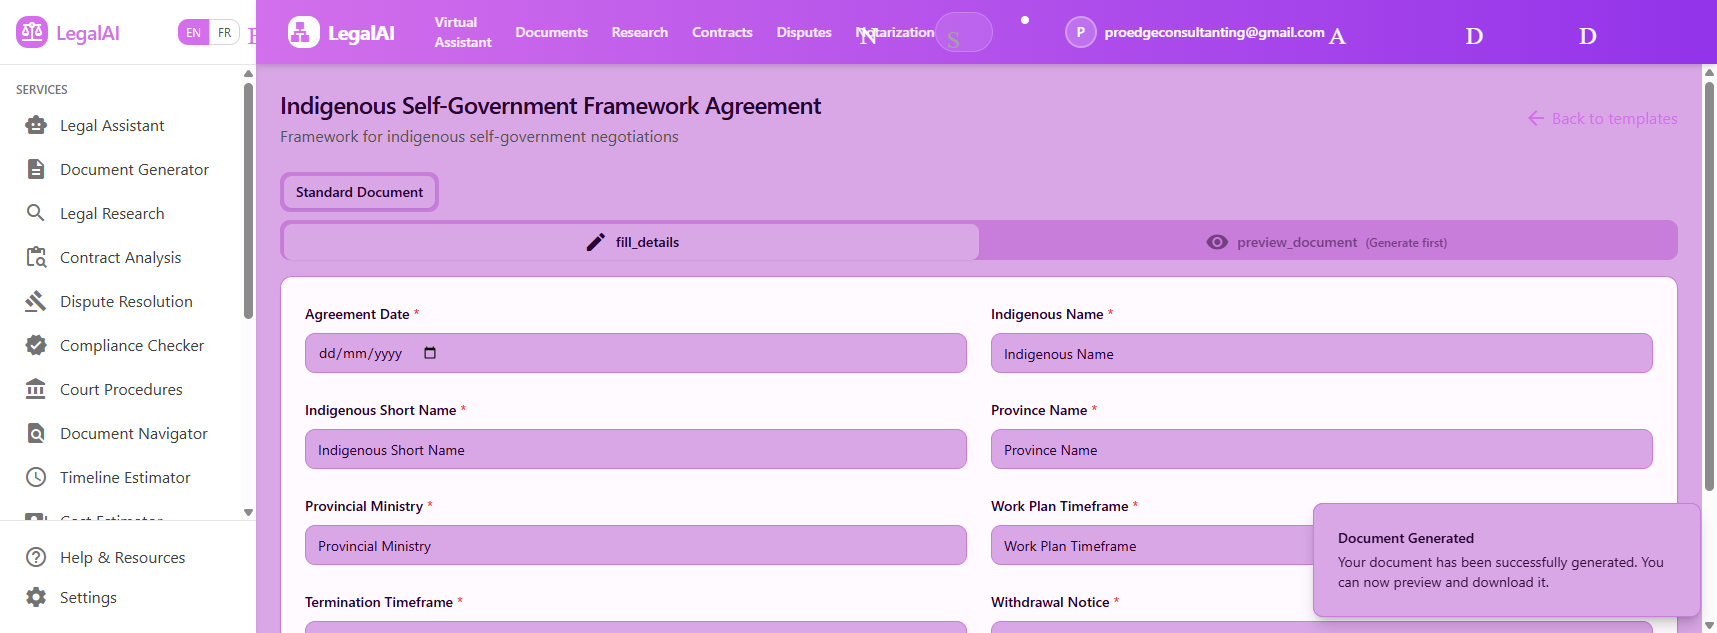 LegalAI
EN FR
SERVICES
Legal Assistant
Document Generator
Legal Research
Contract Analysis
Dispute Resolution
Compliance Checker
Court Procedures
Document Navigator
Timeline Estimator
Cost Estimator
Help & Resources
Settings
LegalAI
Virtual
Assistant
Documents
Research
Contracts
Disputes
Notarization
N
S
P
proedgeconsultanting@gmail.com
A
D
D
Indigenous Self-Government Framework Agreement
Framework for indigenous self-government negotiations
Back to templates
Standard Document
fill_details
preview_document (Generate first)
Agreement Date *
dd/mm/yyyy
Indigenous Name *
Indigenous Name
Indigenous Short Name *
Indigenous Short Name
Province Name *
Province Name
Provincial Ministry *
Provincial Ministry
Work Plan Timeframe *
Work Plan Timeframe
Termination Timeframe *
Withdrawal Notice *
Document Generated
Your document has been successfully generated. You
can now preview and download it.